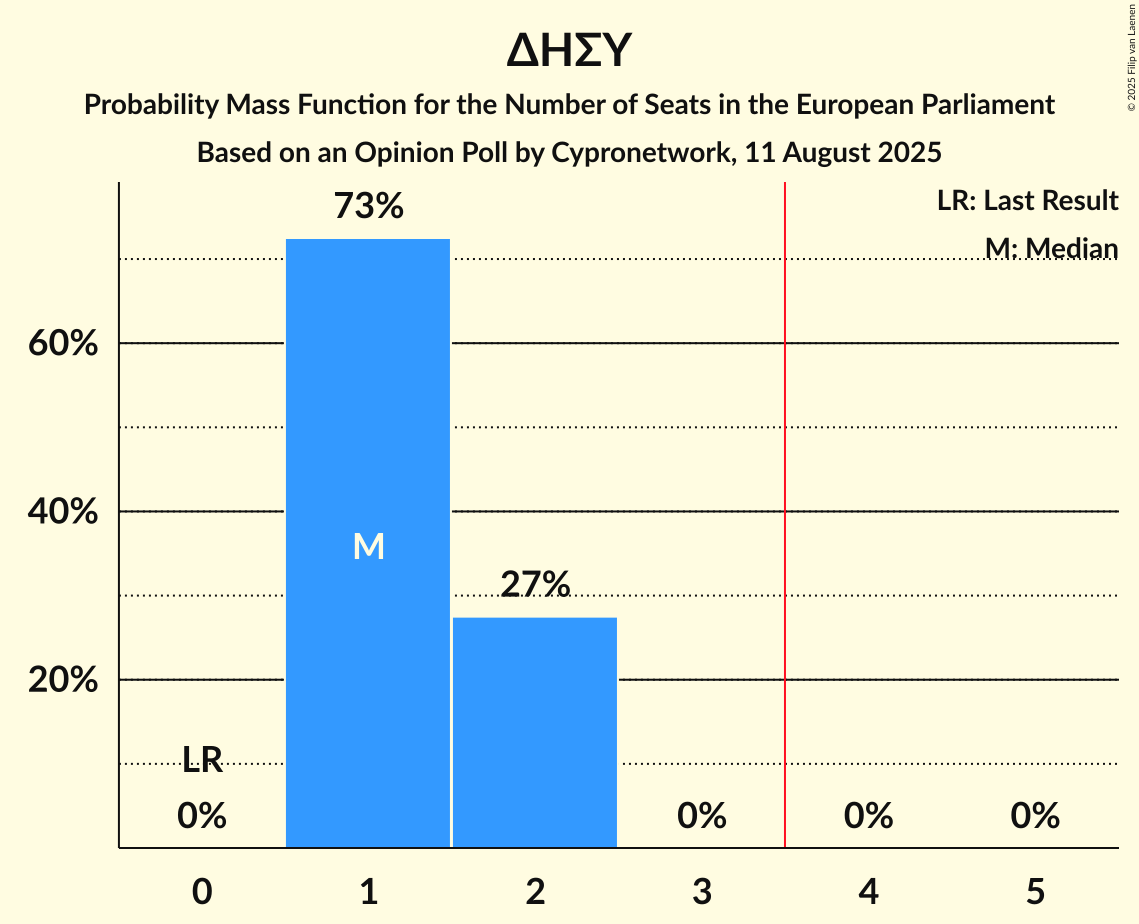 ΔΗΣΥ
Probability Mass Function for the Number of Seats in the European Parliament
Based on an Opinion Poll by Cypronetwork, 11 August 2025
© 2025 Filip van Laenen
LR: Last Result
M: Median
73%
60%
40%
M
27%
20%
LR
0%
0%
0%
0%
0
1
2
3
4
5